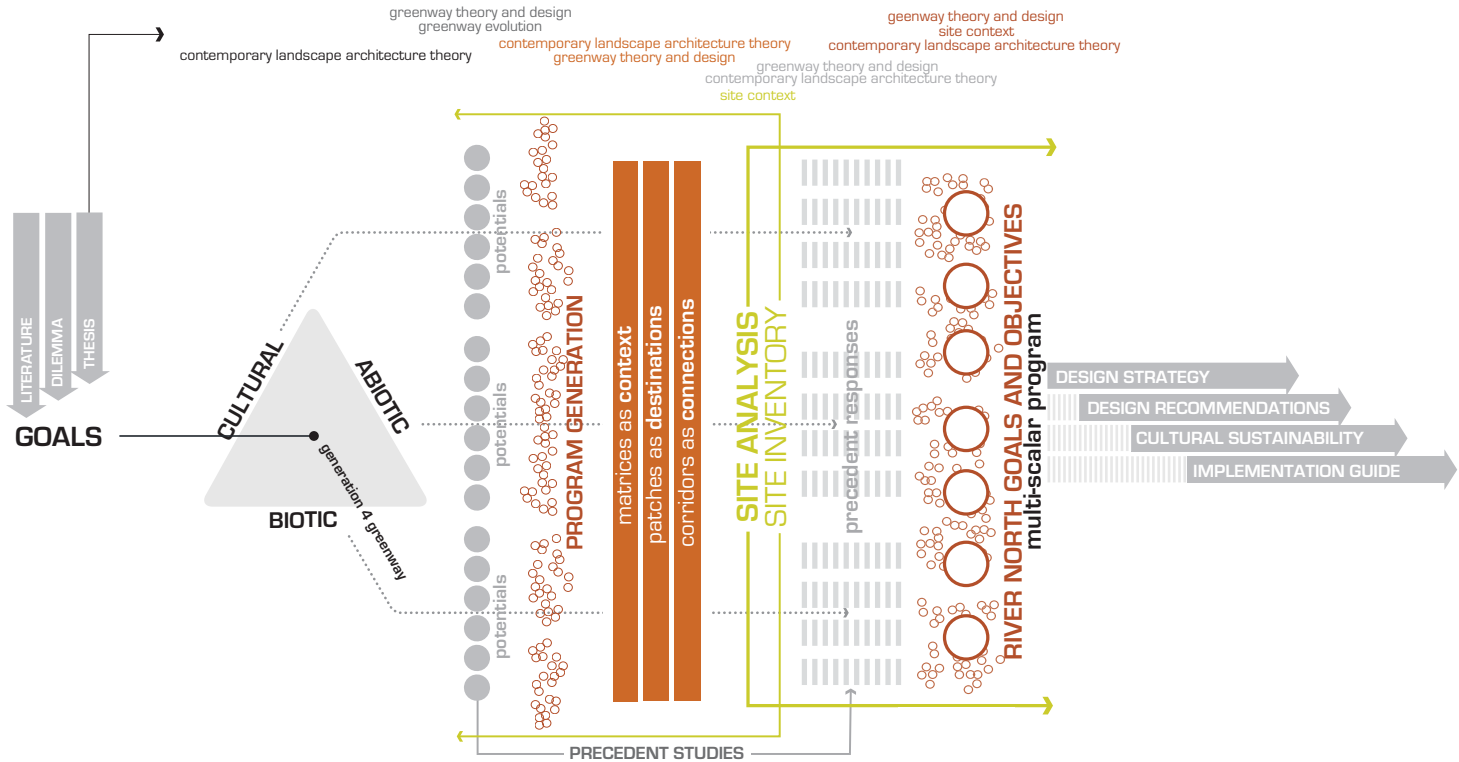 greenway theory and design
greenway evolution
contemporary landscape architecture theory
contemporary landscape architecture theory
greenway theory and design
geenway theory and design
site context
contemporary landscape architecture theory
greenway theory and design
contemporary landscape architecture theory
site context
LITERATURE
DILEMMA
THESIS
GOALS
CULTURAL
ABIOTIC
BIOTIC
generation 4 greenway
potentials
potentials
potentials
PROGRAM GENERATION
matrices as context
patches as destinations
corridors as connections
SITE ANALYSIS
SITE INVENTORY
precedent responses
RIVER NORTH GOALS AND OBJECTIVES
multi-scalar program
DESIGN STRATEGY
DESIGN RECOMMENDATIONS
CULTURAL SUSTAINABILITY
IMPLEMENTATION GUIDE
PRECEDENT STUDIES